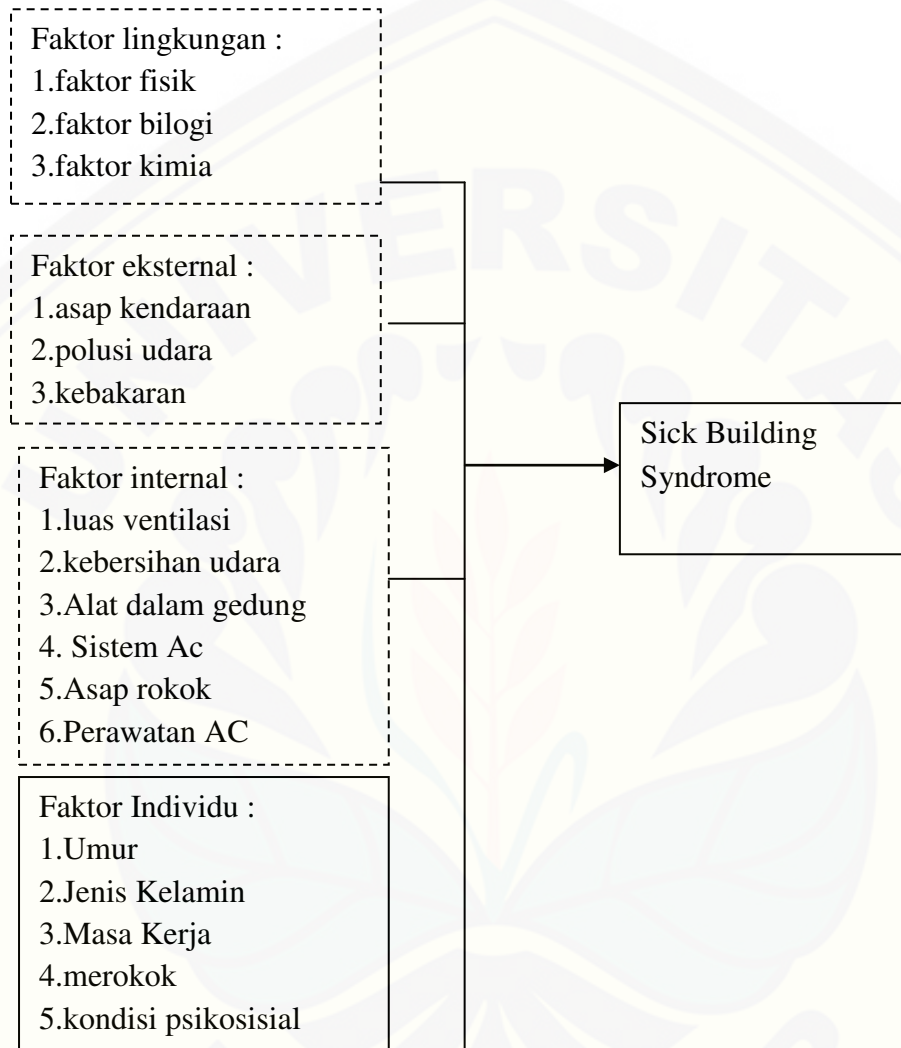 Faktor lingkungan :
1.faktor fisik
2.faktor bilogi
3.faktor kimia
Faktor eksternal :
1.asap kendaraan
2.polusi udara
3.kebakaran
Faktor internal :
1.luas ventilasi
2.kebersihan udara
3.Alat dalam gedung
4. Sistem Ac
5.Asap rokok
6.Perawatan AC
Faktor Individu :
1.Umur
2.Jenis Kelamin
3.Masa Kerja
4.merokok
5.kondisi psikosisial
Sick Building
Syndrome
UNIVERSITAS